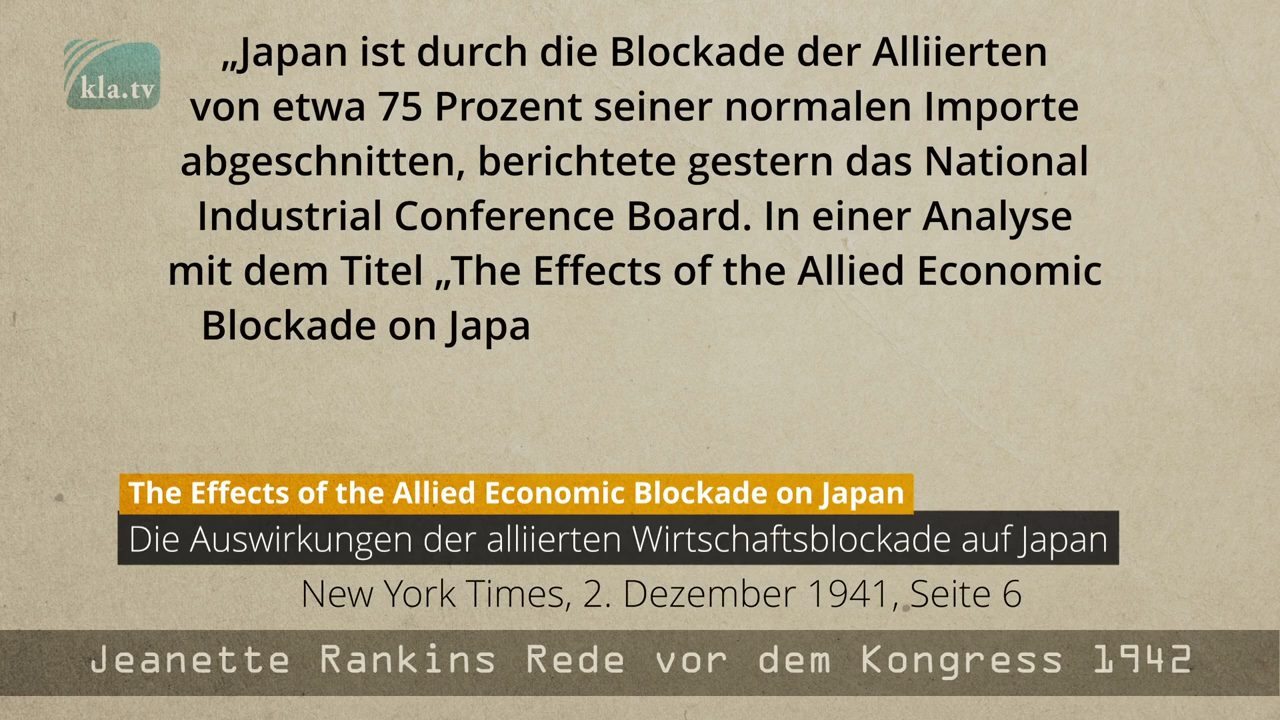 kla.tv
„Japan ist durch die Blockade der Alliierten
von etwa 75 Prozent seiner normalen Importe
abgeschnitten, berichtete gestern das National
Industrial Conference Board. In einer Analyse
mit dem Titel „The Effects of the Allied Economic
Blockade on Japa
The Effects of the Allied Economic Blockade on Japan
Die Auswirkungen der alliierten Wirtschaftsblockade auf Japan
New York Times, 2. Dezember 1941, Seite 6
Jeanette Rankins Rede vor dem Kongress 1942